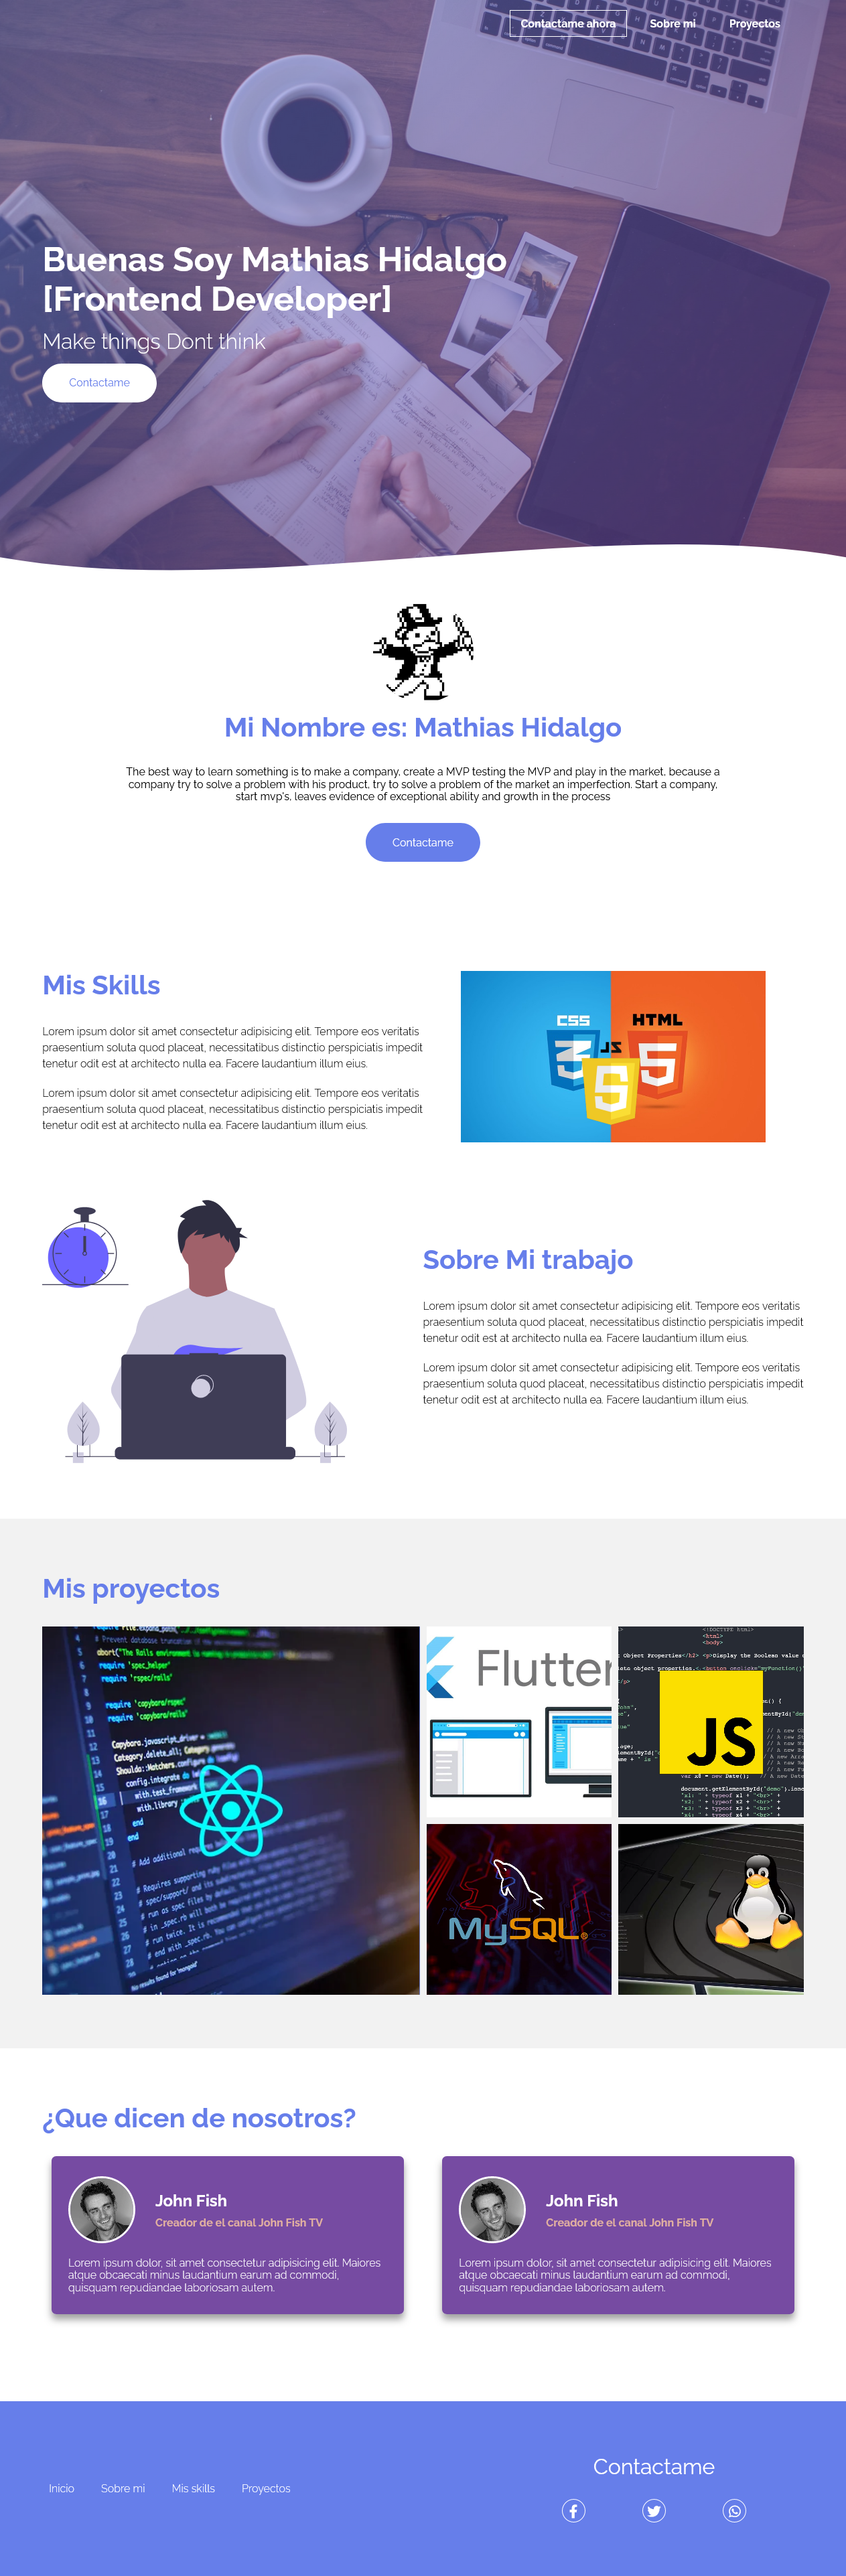 Contactame ahora
Sobre mi
Proyectos
Buenas Soy Mathias Hidalgo
[Frontend Developer]
Make things Dont think
Contactame
Mi Nombre es: Mathias Hidalgo
The best way to learn something is to make a company, create a MVP testing the MVP and play in the market, because a
company try to solve a problem with his product, try to solve a problem of the market an imperfection. Start a company,
start mvp's, leaves evidence of exceptional ability and growth in the process
Contactame
Mis Skills
Lorem ipsum dolor sit amet consectetur adipisicing elit. Tempore eos veritatis
praesentium soluta quod placeat, necessitatibus distinctio perspiciatis impedit
tenetur odit est at architecto nulla ea. Facere laudantium illum eius.
Lorem ipsum dolor sit amet consectetur adipisicing elit. Tempore eos veritatis
praesentium soluta quod placeat, necessitatibus distinctio perspiciatis impedit
tenetur odit est at architecto nulla ea. Facere laudantium illum eius.
CSS
HTML
JS
Sobre Mi trabajo
Lorem ipsum dolor sit amet consectetur adipisicing elit. Tempore eos veritatis
praesentium soluta quod placeat, necessitatibus distinctio perspiciatis impedit
tenetur odit est at architecto nulla ea. Facere laudantium illum eius.
Lorem ipsum dolor sit amet consectetur adipisicing elit. Tempore eos veritatis
praesentium soluta quod placeat, necessitatibus distinctio perspiciatis impedit
tenetur odit est at architecto nulla ea. Facere laudantium illum eius.
Mis proyectos
Flutter
JS
MySQL®
¿Que dicen de nosotros?
John Fish
Creador de el canal John Fish TV
Lorem ipsum dolor, sit amet consectetur adipisicing elit. Maiores
atque obcaecati minus laudantium earum ad commodi,
quisquam repudiandae laboriosam autem.
John Fish
Creador de el canal John Fish TV
Lorem ipsum dolor, sit amet consectetur adipisicing elit. Maiores
atque obcaecati minus laudantium earum ad commodi,
quisquam repudiandae laboriosam autem.
Inicio
Sobre mi
Mis skills
Proyectos
Contactame